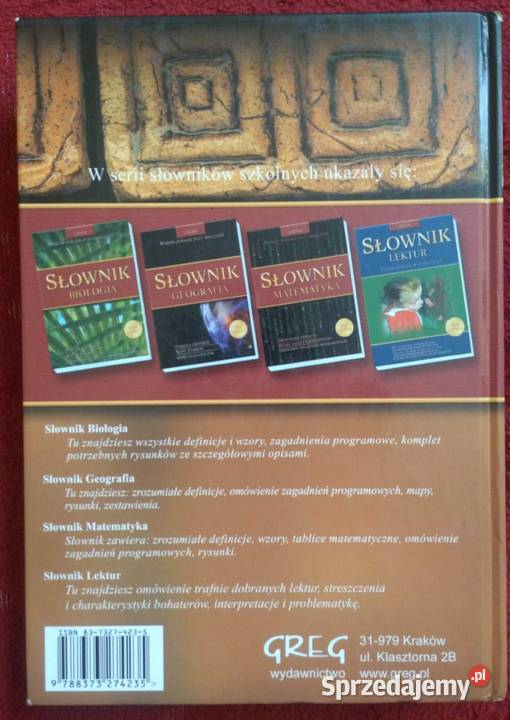 W serii słowników szkolnych ukazały się:
SŁOWNIK
BIOLOGIA
SŁOWNIK
GEOGRAFIA
SŁOWNIK
MATEMATYKA
SŁOWNIK
LEKTUR
Słownik Biologia
Tu znajdziesz wszystkie definicje i wzory, zagadnienia programowe, komplet
potrzebnych rysunków ze szczegółowymi opisami.
Słownik Geografia
Tu znajdziesz: zrozumiałe definicje, omówienie zagadnień programowych, mapy,
rysunki, zestawienia.
Słownik Matematyka
Słownik zawiera: zrozumiałe definicje, wzory, tablice matematyczne, omówienie
zagadnień programowych, rysunki.
Słownik Lektur
Tu znajdziesz omówienie trafnie dobranych lektur, streszczenia
i charakterystyki bohaterów, interpretacje i problematykę.
ISBN 83-7327-423-5
9 788373 274235 >
GREG
wydawnictwo
31-979 Kraków
ul. Klasztorna 2B
www.greg.pl
Sprzedajemy.pl